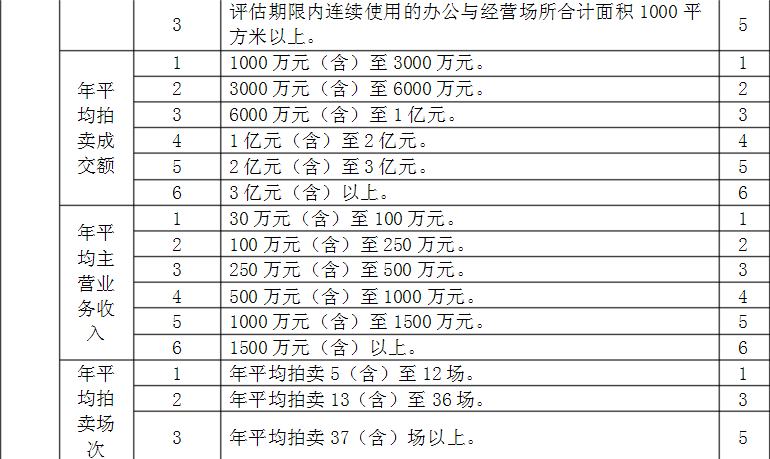 3 评估期限内连续使用的办公与经营场所合计面积 1000 平 5
方米以上。
年平均拍卖成交额
1 1000 万元（含）至 3000 万元。 1
2 3000 万元（含）至 6000 万元。 2
3 6000 万元（含）至 1 亿元。 3
4 1 亿元（含）至 2 亿元。 4
5 2 亿元（含）至 3 亿元。 5
6 3 亿元（含）以上。 6
年平均主营业务收入
1 30 万元（含）至 100 万元。 1
2 100 万元（含）至 250 万元。 2
3 250 万元（含）至 500 万元。 3
4 500 万元（含）至 1000 万元。 4
5 1000 万元（含）至 1500 万元。 5
6 1500 万元（含）以上。 6
年平均拍卖场次
1 年平均拍卖 5（含）至 12 场。 1
2 年平均拍卖 13（含）至 36 场。 3
3 年平均拍卖 37（含）场以上。 5